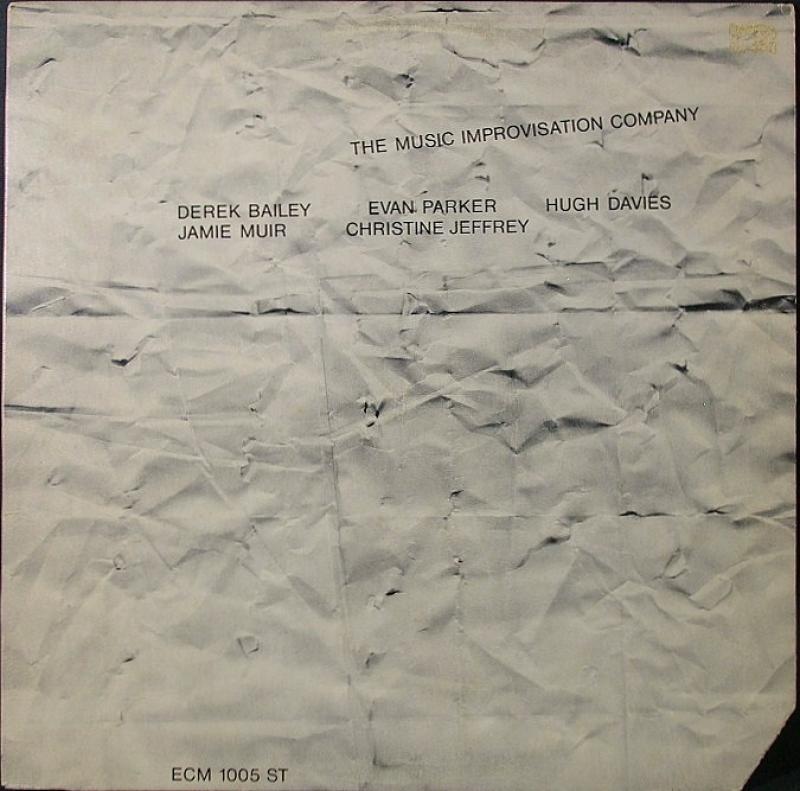 THE MUSIC IMPROVISATION COMPANY
DEREK BAILEY EVAN PARKER HUGH DAVIES
JAMIE MUIR CHRISTINE JEFFREY
ECM 1005 ST